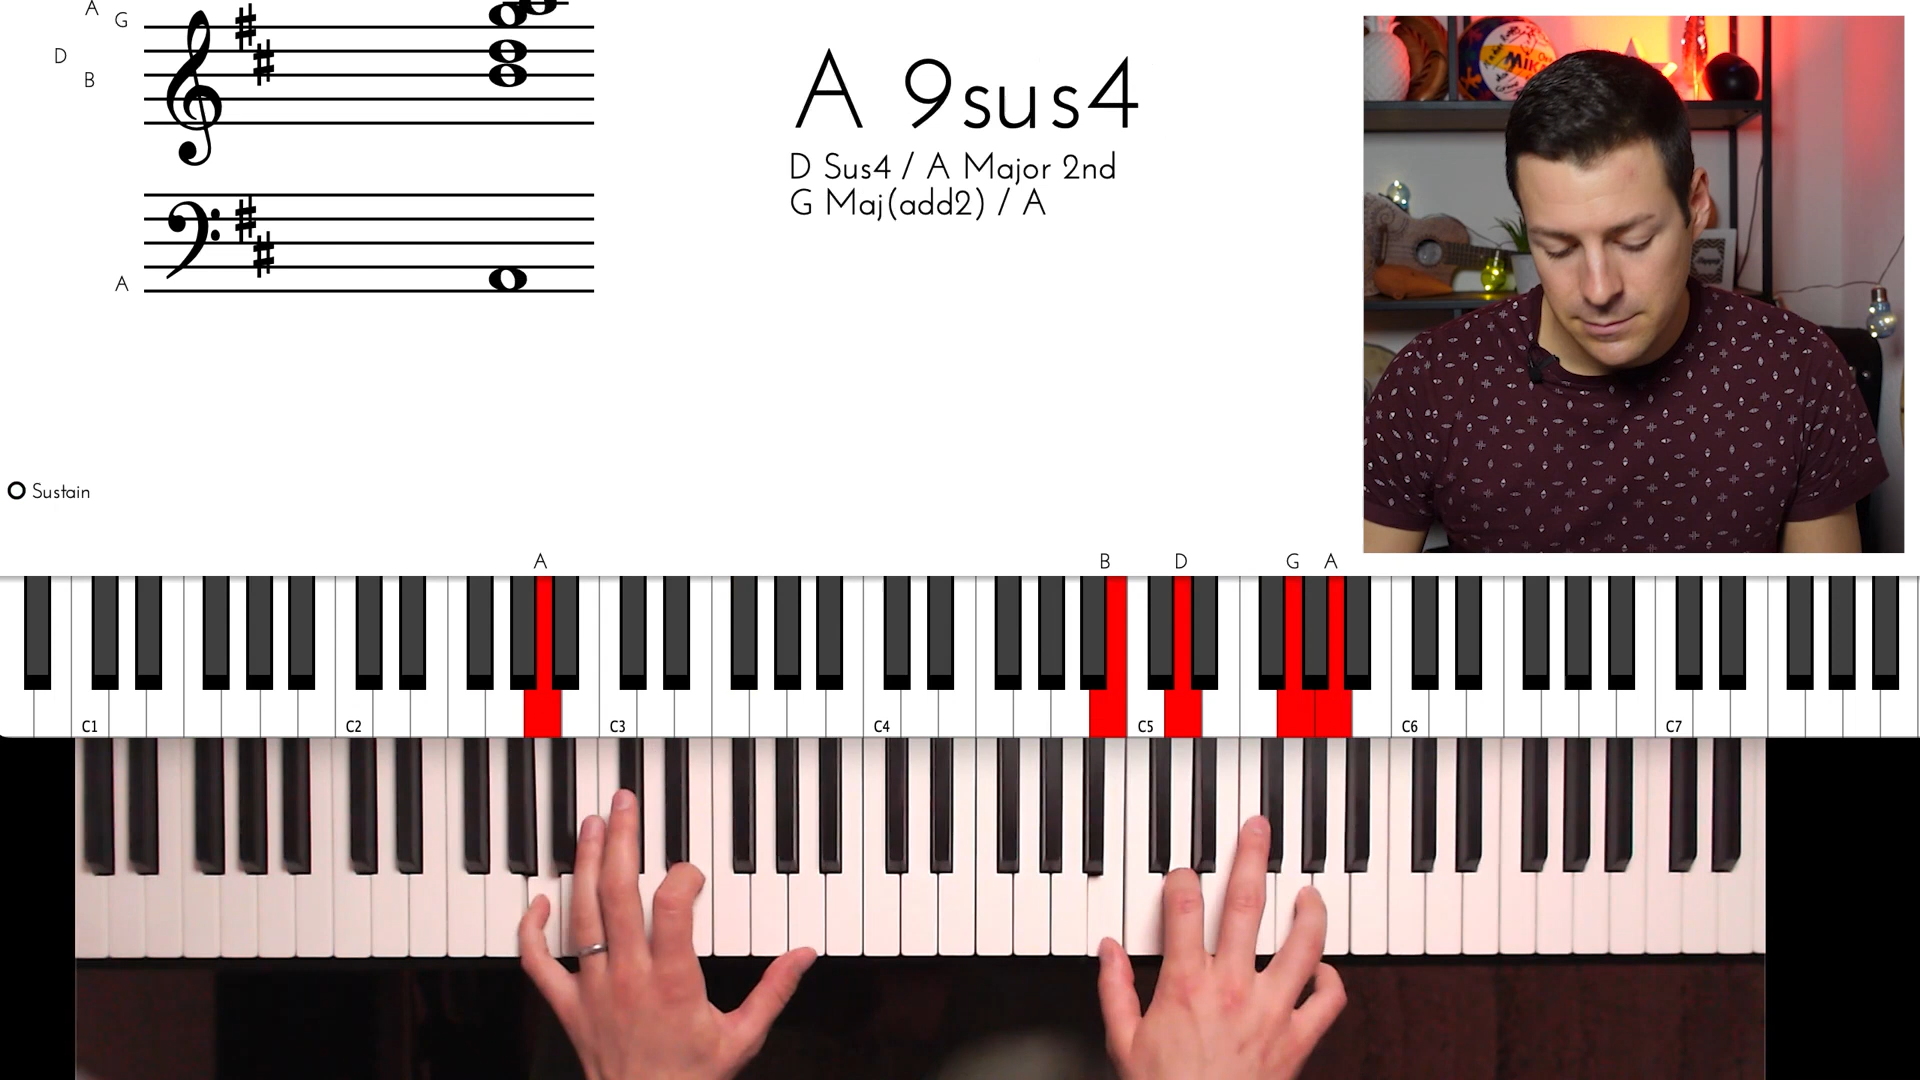 A
G
D
B
A 9sus4
D Sus4 / A Major 2nd
G Maj(add2) / A
A
Sustain
A B D G A
C1 C2 C3 C4 C5 C6 C7